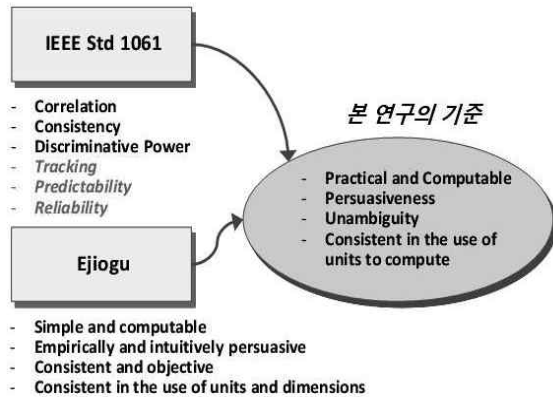 IEEE Std 1061
- Correlation
- Consistency
- Discriminative Power
- Tracking
- Predictability
- Reliability
Ejiogu
- Simple and computable
- Empirically and intuitively persuasive
- Consistent and objective
- Consistent in the use of units and dimensions
본 연구의 기준
- Practical and Computable
- Persuasiveness
- Unambiguity
- Consistent in the use of
units to compute